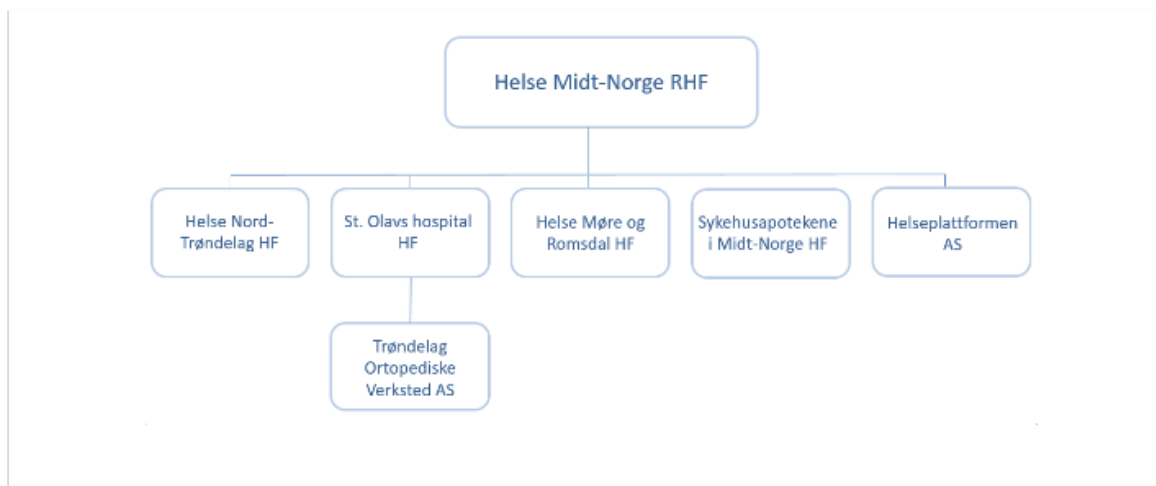 Helse Midt-Norge RHF
Helse Nord-
Trøndelag HF
St. Olavs hospital
HF
Helse Møre og
Romsdal HF
Sykehusapotekene
i Midt-Norge HF
Helseplattformen
AS
Trøndelag
Ortopediske
Verksted AS